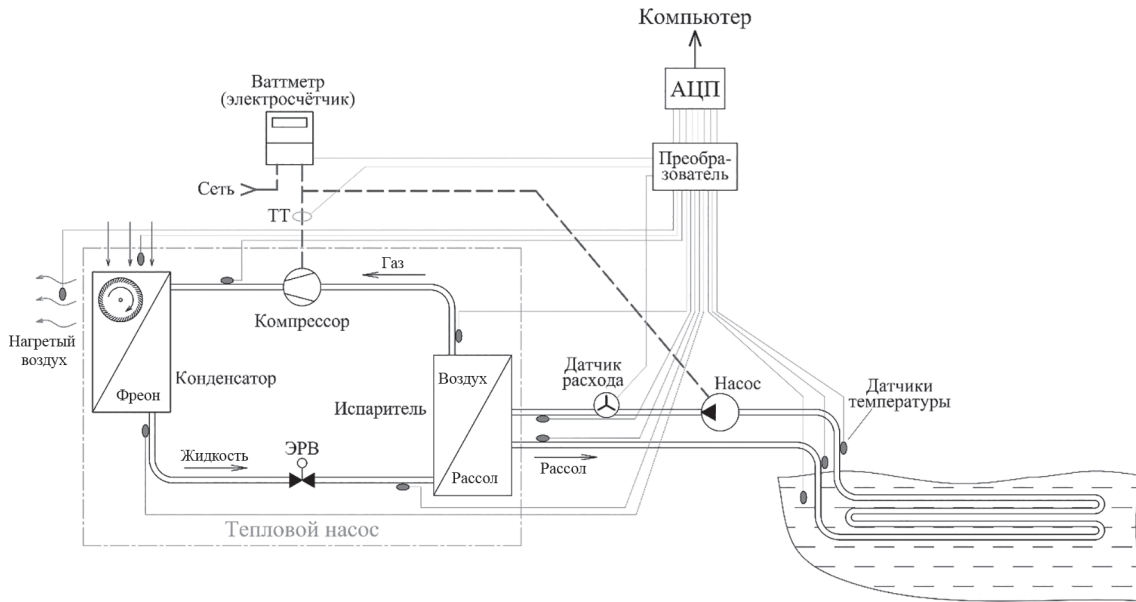 Компьютер
АЦП
Ваттметр
(электросчётчик)
Преобра-
зователь
Сеть
ТТ
Газ
Компрессор
Нагретый
воздух
Фреон
Конденсатор
Воздух
Испаритель
Рассол
Датчик
расхода
Насос
Датчики
температуры
Жидкость
ЭРВ
Рассол
Тепловой насос